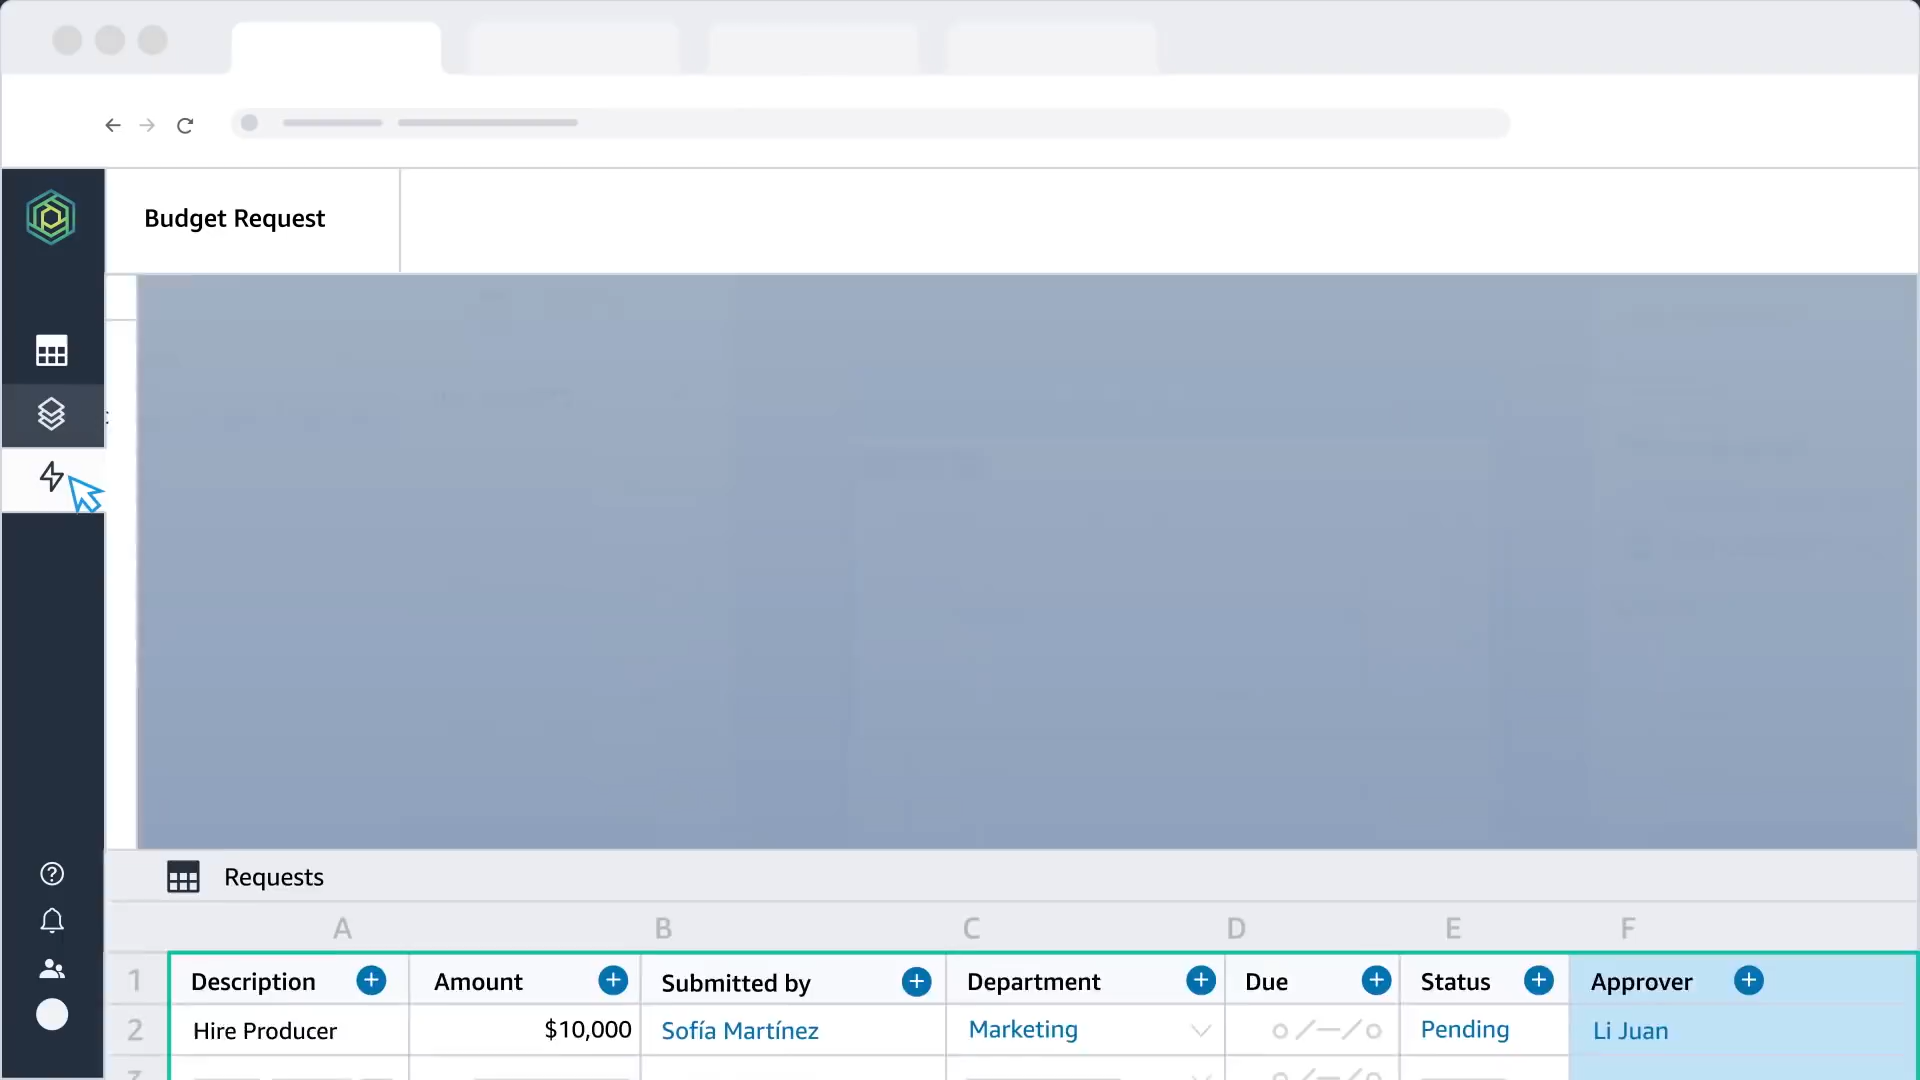 Budget Request
Requests
A B C D E F
1 Description Amount Submitted by Department Due Status Approver
2 Hire Producer $10,000 Sofía Martínez Marketing Pending Li Juan